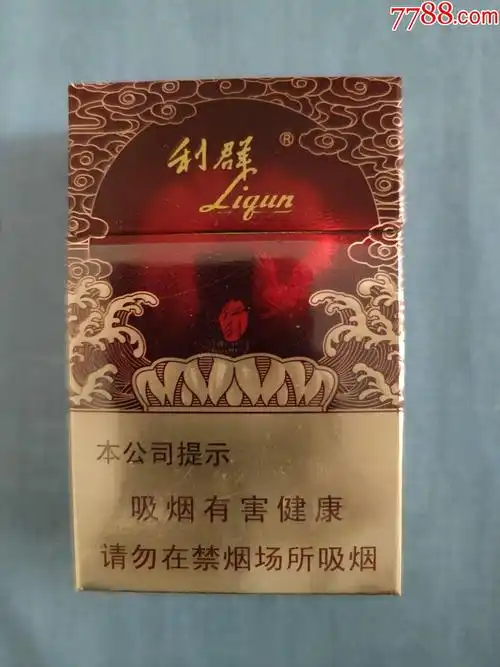 7788.com
利群®
Liqun
本公司提示
吸烟有害健康
请勿在禁烟场所吸烟